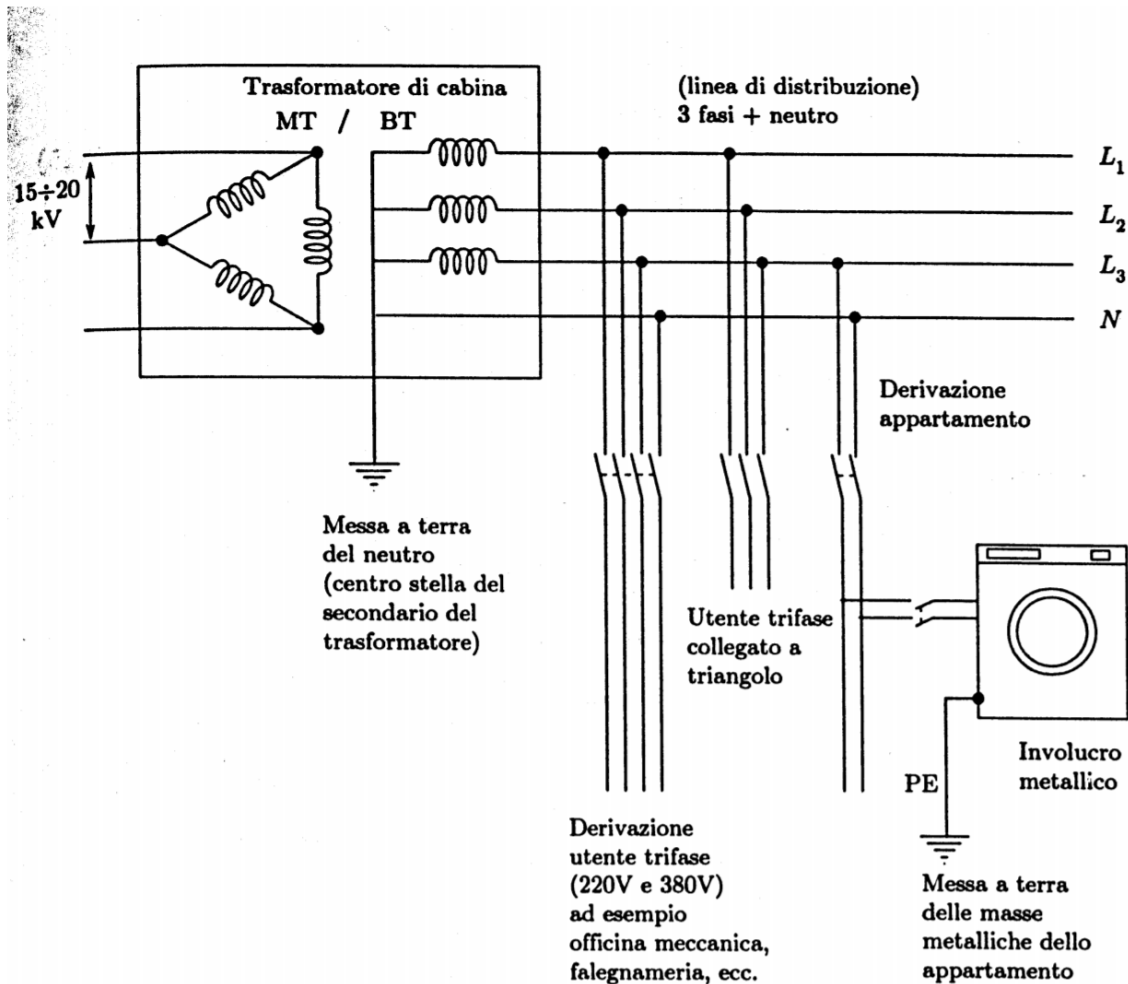 Trasformatore di cabina
MT / BT
(linea di distribuzione)
3 fasi + neutro
L1
15÷20
kV
L2
L3
N
Derivazione
appartamento
Messa a terra
del neutro
(centro stella del
secondario del
trasformatore)
Utente trifase
collegato a
triangolo
Involucro
metallico
PE
Derivazione
utente trifase
(220V e 380V)
ad esempio
officina meccanica,
falegnameria, ecc.
Messa a terra
delle masse
metalliche dello
appartamento